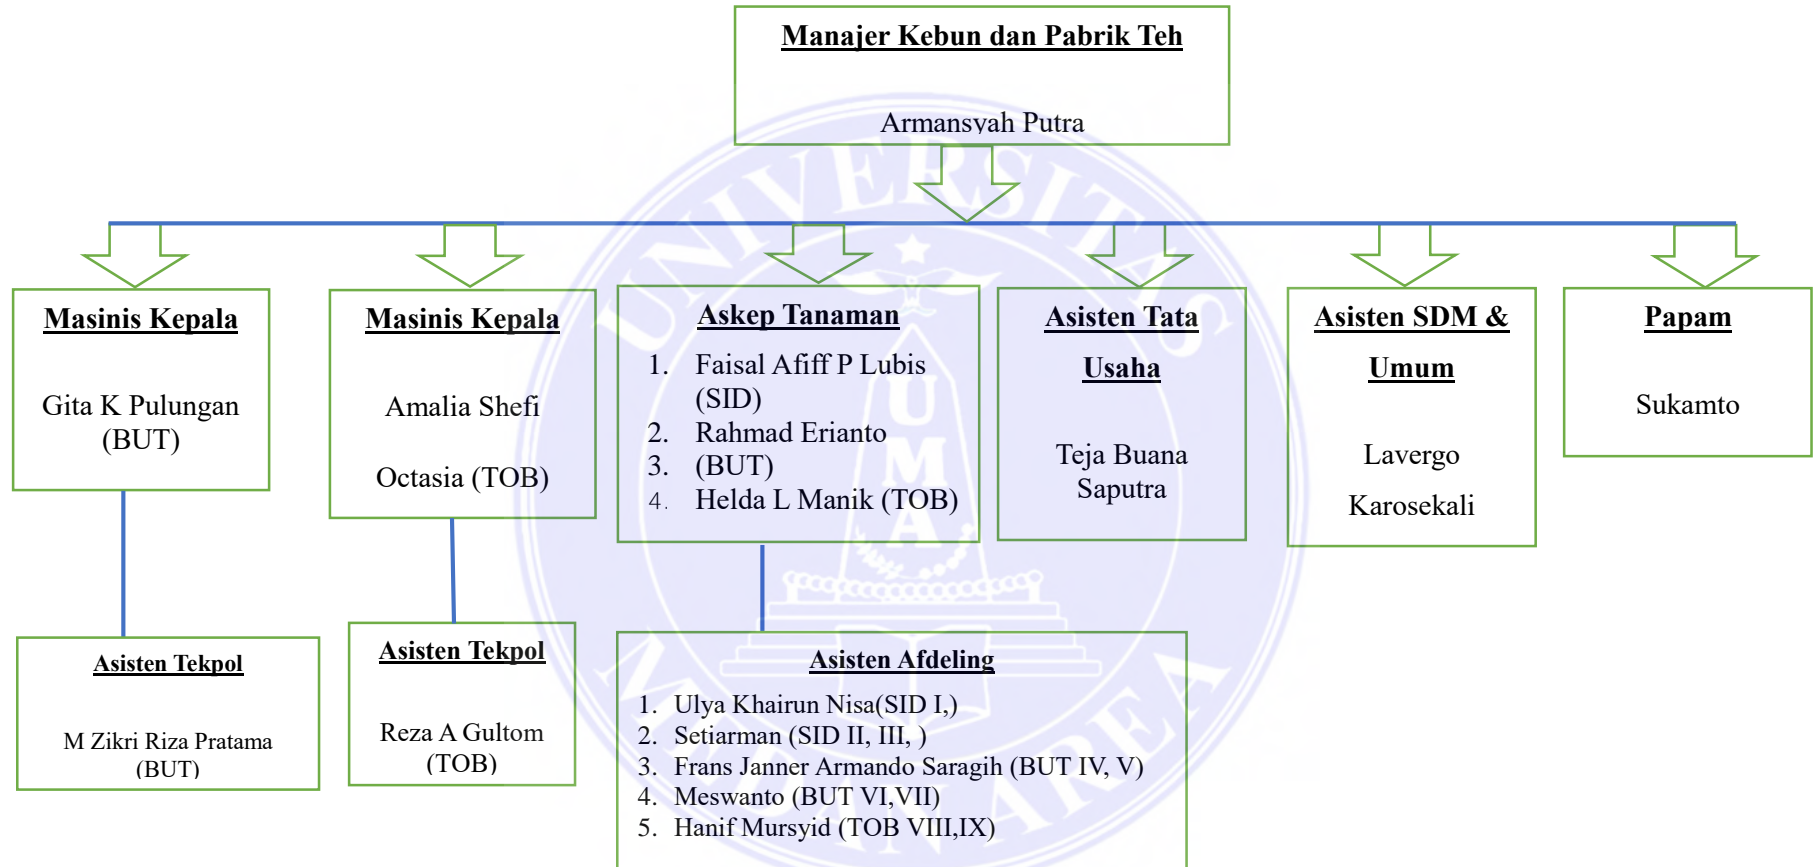 Manajer Kebun dan Pabrik Teh
Armansyah Putra
Masinis Kepala
Gita K Pulungan
(BUT)
Masinis Kepala
Amalia Shefi
Octasia (TOB)
Askep Tanaman
1. Faisal Afiff P Lubis
(SID)
2. Rahmad Erianto
3. (BUT)
4. Helda L Manik (TOB)
Asisten Tata
Usaha
Teja Buana
Saputra
Asisten SDM &
Umum
Lavergo
Karosekali
Papam
Sukamto
Asisten Tekpol
M Zikri Riza Pratama
(BUT)
Asisten Tekpol
Reza A Gultom
(TOB)
Asisten Afdeling
1. Ulya Khairun Nisa(SID I,)
2. Setiarman (SID II, III, )
3. Frans Janner Armando Saragih (BUT IV, V)
4. Meswanto (BUT VI,VII)
5. Hanif Mursyid (TOB VIII,IX)
UNIVERSITAS
UMA
MEDAN AREA